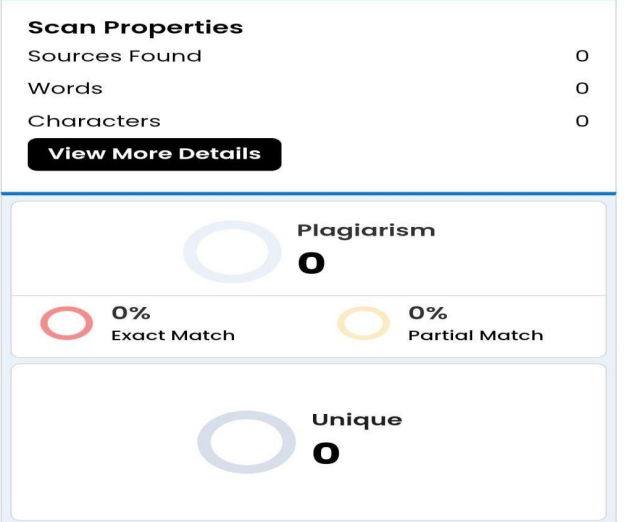 Scan Properties
Sources Found 0
Words 0
Characters 0
View More Details
Plagiarism
0
0%
Exact Match
0%
Partial Match
Unique
0